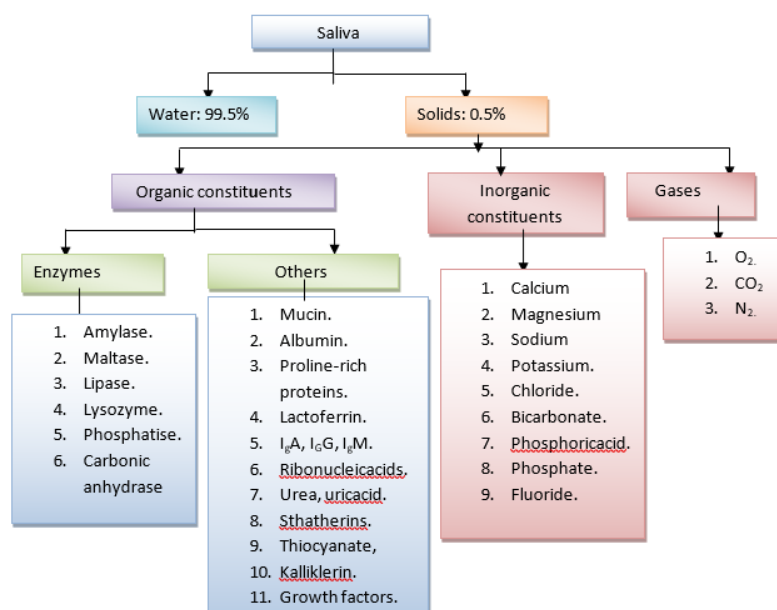 Saliva
Water: 99.5%
Solids: 0.5%
Organic constituents
Inorganic
constituents
Gases
Enzymes
Others
1. Amylase.
2. Maltase.
3. Lipase.
4. Lysozyme.
5. Phosphatise.
6. Carbonic
anhydrase
1. Mucin.
2. Albumin.
3. Proline-rich
proteins.
4. Lactoferrin.
5. IgA, IGG, IgM.
6. Ribonucleicacids.
7. Urea, uricacid.
8. Sthatherins.
9. Thiocyanate,
10. Kalliklerin.
11. Growth factors.
1. Calcium
2. Magnesium
3. Sodium
4. Potassium.
5. Chloride.
6. Bicarbonate.
7. Phosphoricacid.
8. Phosphate.
9. Fluoride.
1. O2.
2. CO2
3. N2.